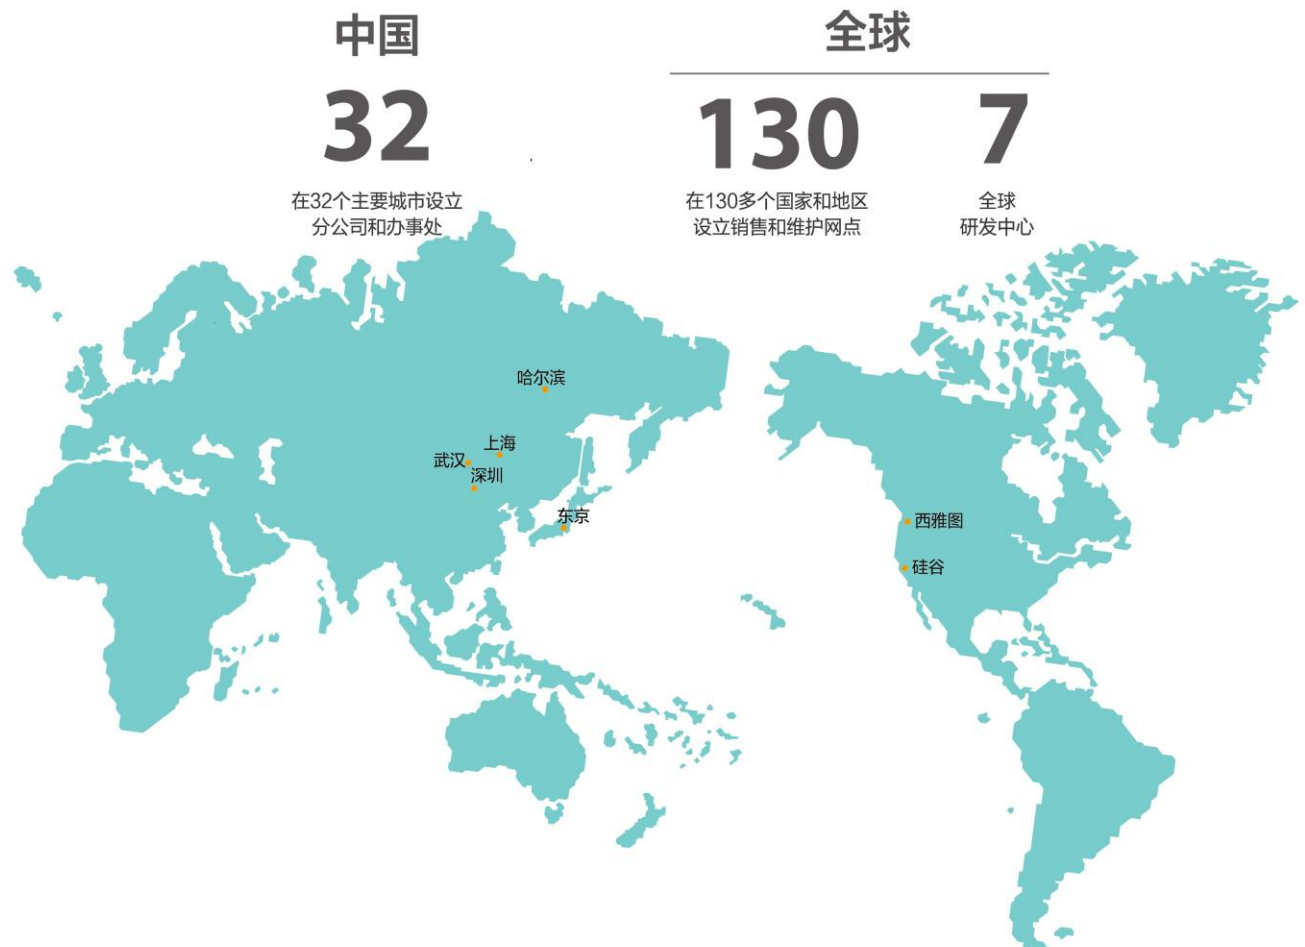 中国
32
在32个主要城市设立
分公司和办事处
全球
130
在130多个国家和地区
设立销售和维护网点
7
全球
研发中心
哈尔滨
上海
武汉
深圳
东京
西雅图
硅谷